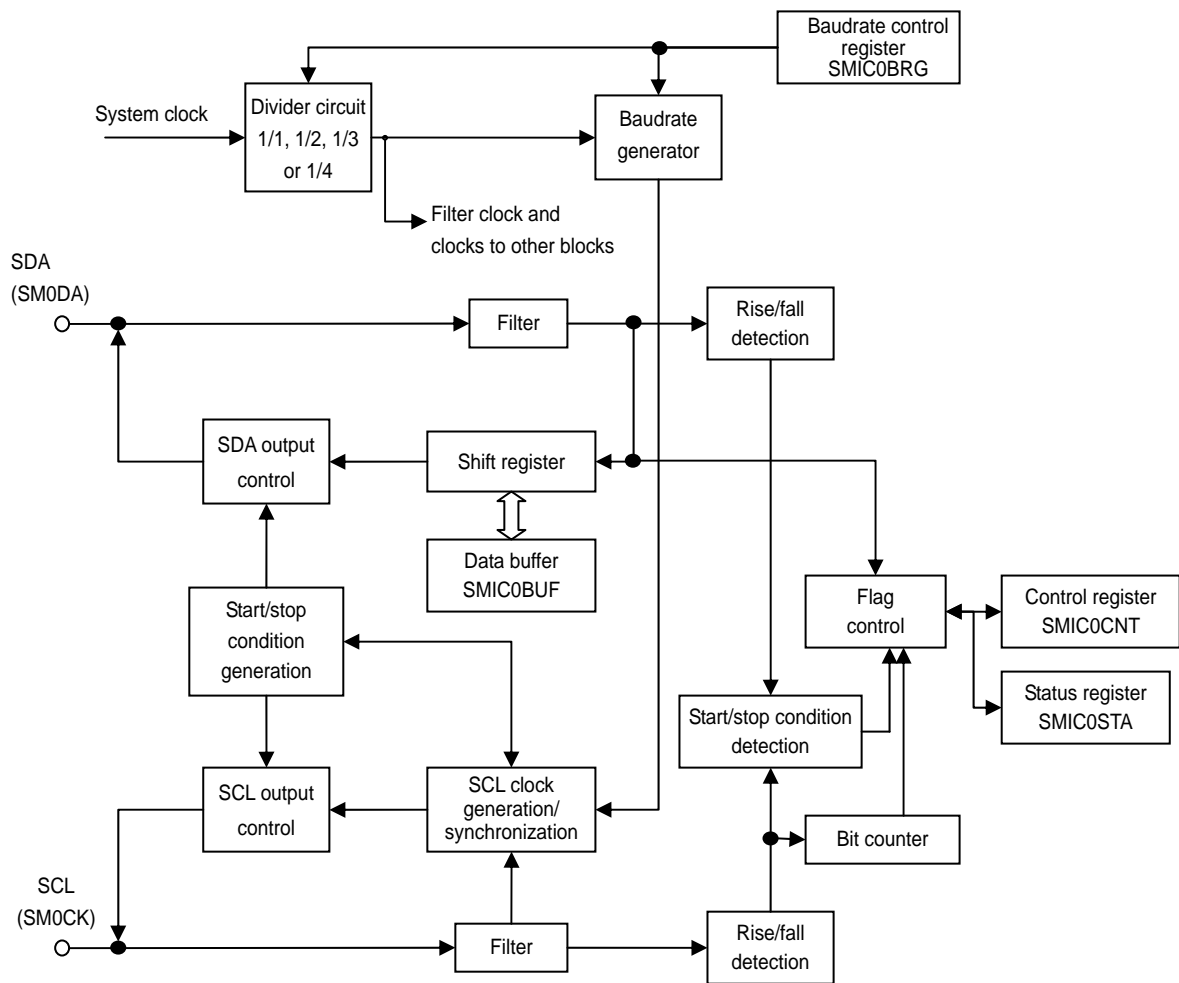 Baudrate control
register
SMIC0BRG
System clock
Divider circuit
1/1, 1/2, 1/3
or 1/4
Baudrate
generator
Filter clock and
clocks to other blocks
SDA
(SM0DA)
Filter
Rise/fall
detection
SDA output
control
Shift register
Data buffer
SMIC0BUF
Start/stop
condition
generation
Flag
control
Control register
SMIC0CNT
Status register
SMIC0STA
Start/stop condition
detection
SCL output
control
SCL clock
generation/
synchronization
Bit counter
SCL
(SM0CK)
Filter
Rise/fall
detection